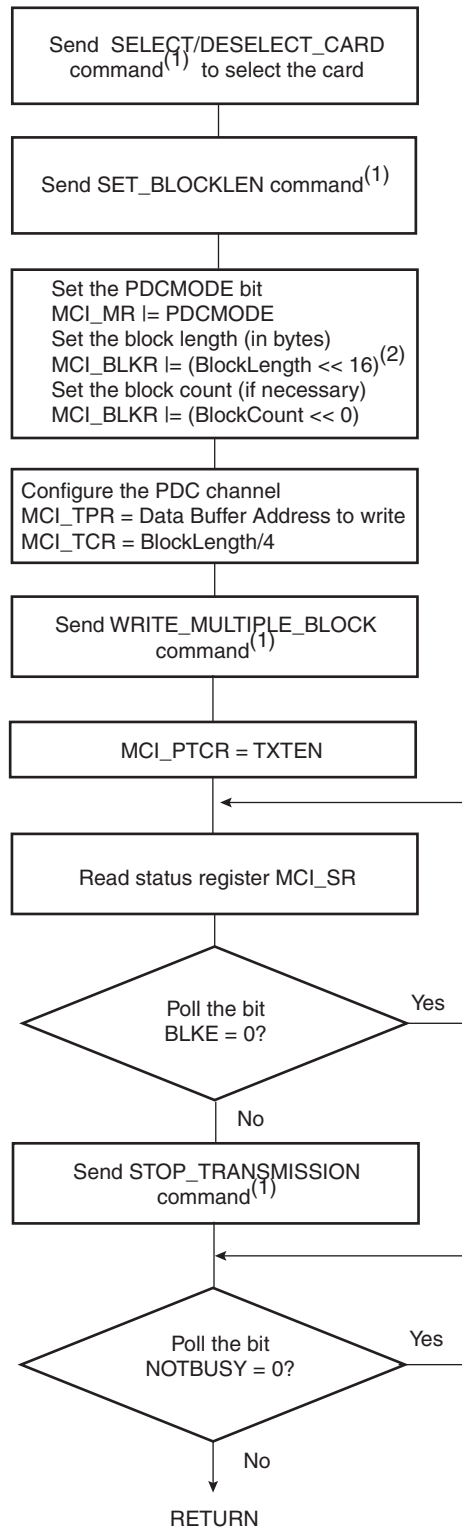 Send SELECT/DESELECT_CARD
command(1) to select the card
Send SET_BLOCKLEN command(1)
Set the PDCMODE bit
MCI_MR |= PDCMODE
Set the block length (in bytes)
MCI_BLKR |= (BlockLength << 16)(2)
Set the block count (if necessary)
MCI_BLKR |= (BlockCount << 0)
Configure the PDC channel
MCI_TPR = Data Buffer Address to write
MCI_TCR = BlockLength/4
Send WRITE_MULTIPLE_BLOCK
command(1)
MCI_PTCR = TXTEN
Read status register MCI_SR
Poll the bit
BLKE = 0?
Yes
No
Send STOP_TRANSMISSION
command(1)
Poll the bit
NOTBUSY = 0?
Yes
No
RETURN